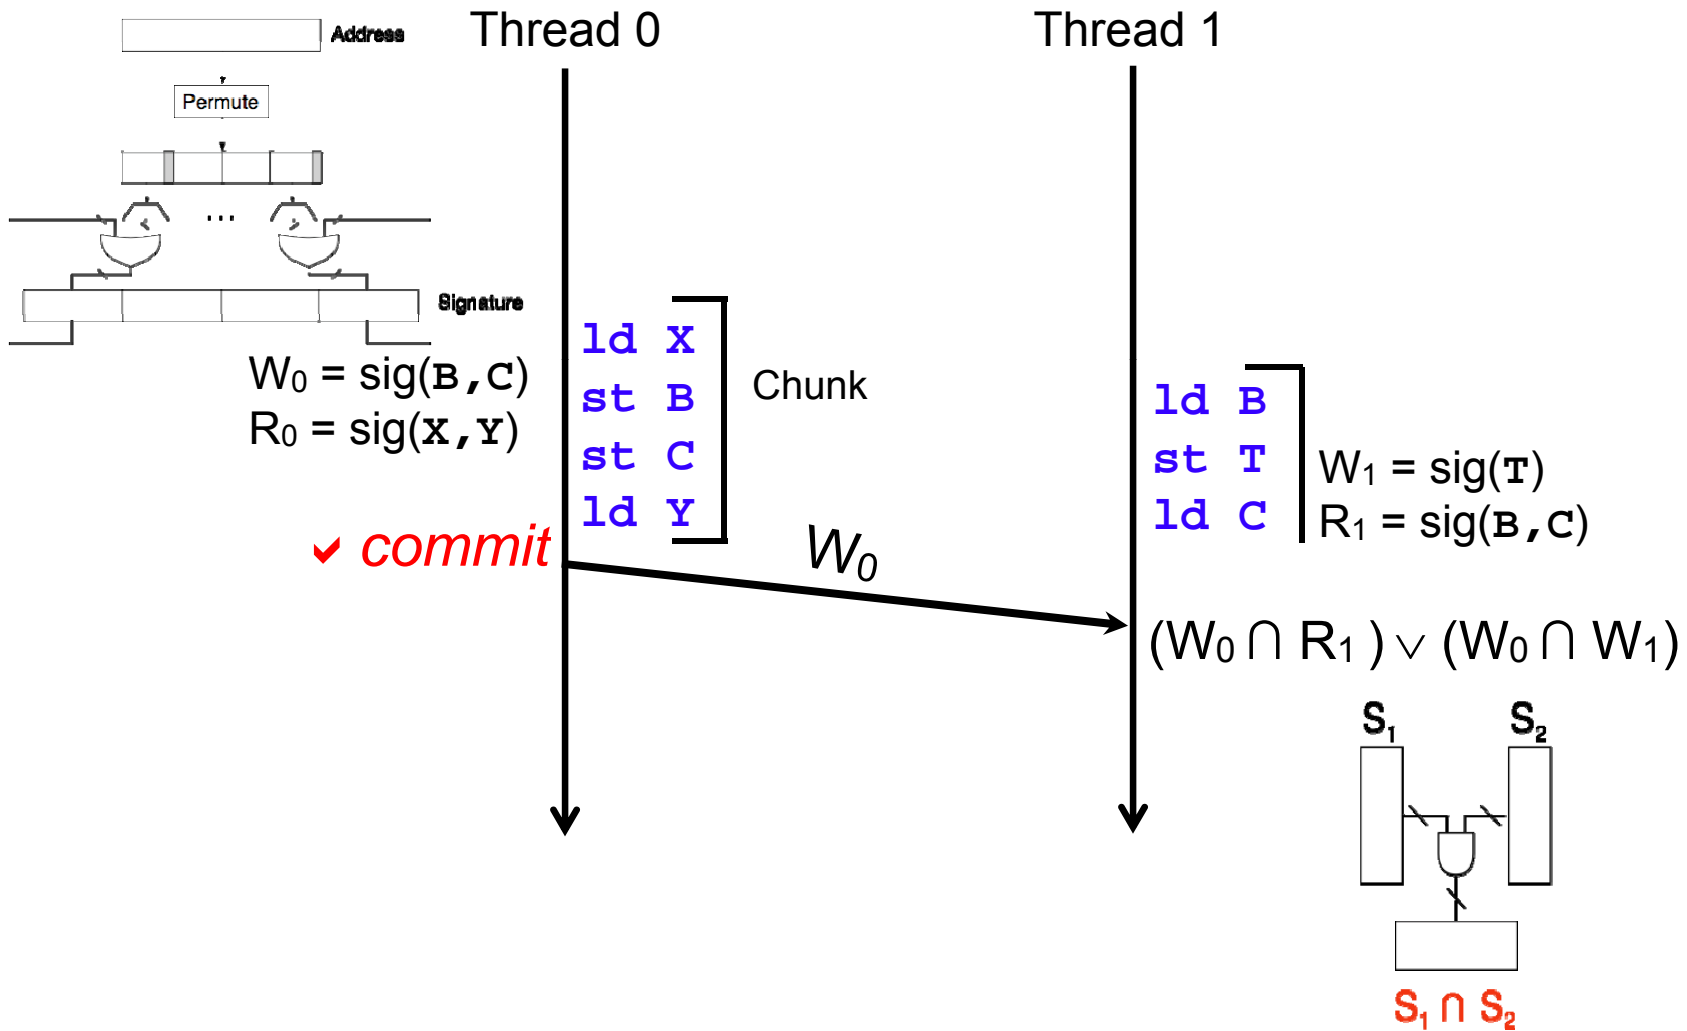 Address
Thread 0
Thread 1
Permute
...
Signature
W₀ = sig(B,C)
R₀ = sig(X,Y)
ld X
st B
st C
ld Y
Chunk
ld B
st T
ld C
W₁ = sig(T)
R₁ = sig(B,C)
commit
W₀
(W₀ ∩ R₁ ) ∨ (W₀ ∩ W₁)
S₁ S₂
S₁ ∩ S₂